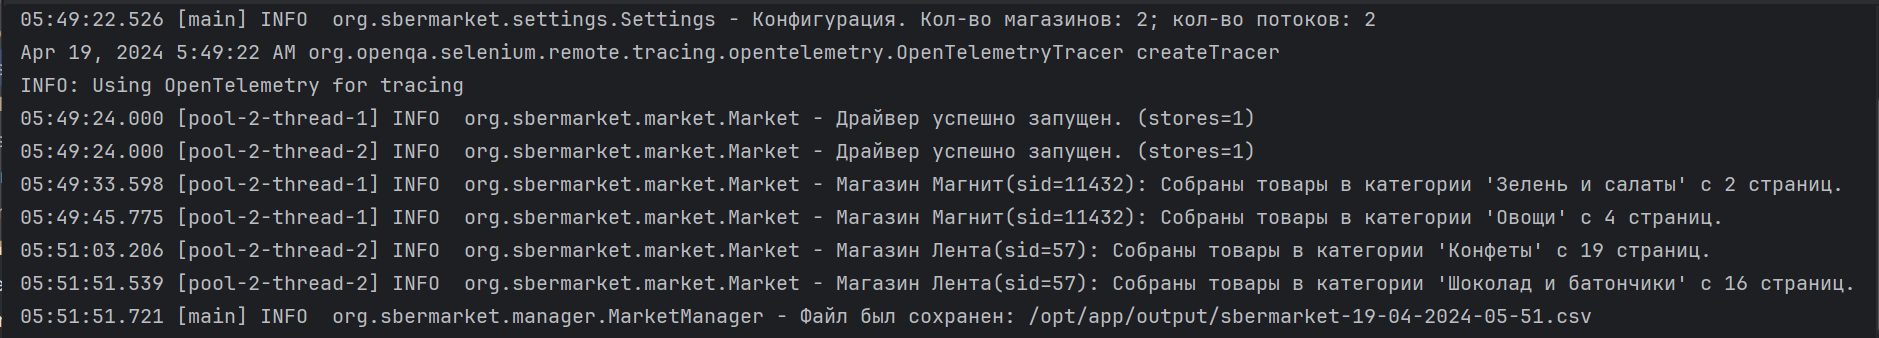 05:49:22.526 [main] INFO  org.sbermarket.settings.Settings - Конфигурация. Кол-во магазинов: 2; кол-во потоков: 2
Apr 19, 2024 5:49:22 AM org.openqa.selenium.remote.tracing.opentelemetry.OpenTelemetryTracer createTracer
INFO: Using OpenTelemetry for tracing
05:49:24.000 [pool-2-thread-1] INFO  org.sbermarket.market.Market - Драйвер успешно запущен. (stores=1)
05:49:24.000 [pool-2-thread-2] INFO  org.sbermarket.market.Market - Драйвер успешно запущен. (stores=1)
05:49:33.598 [pool-2-thread-1] INFO  org.sbermarket.market.Market - Магазин Магнит(sid=11432): Собраны товары в категории 'Зелень и салаты' с 2 страниц.
05:49:45.775 [pool-2-thread-1] INFO  org.sbermarket.market.Market - Магазин Магнит(sid=11432): Собраны товары в категории 'Овощи' с 4 страниц.
05:51:03.206 [pool-2-thread-2] INFO  org.sbermarket.market.Market - Магазин Лента(sid=57): Собраны товары в категории 'Конфеты' с 19 страниц.
05:51:51.539 [pool-2-thread-2] INFO  org.sbermarket.market.Market - Магазин Лента(sid=57): Собраны товары в категории 'Шоколад и батончики' с 16 страниц.
05:51:51.721 [main] INFO  org.sbermarket.manager.MarketManager - Файл был сохранен: /opt/app/output/sbermarket-19-04-2024-05-51.csv